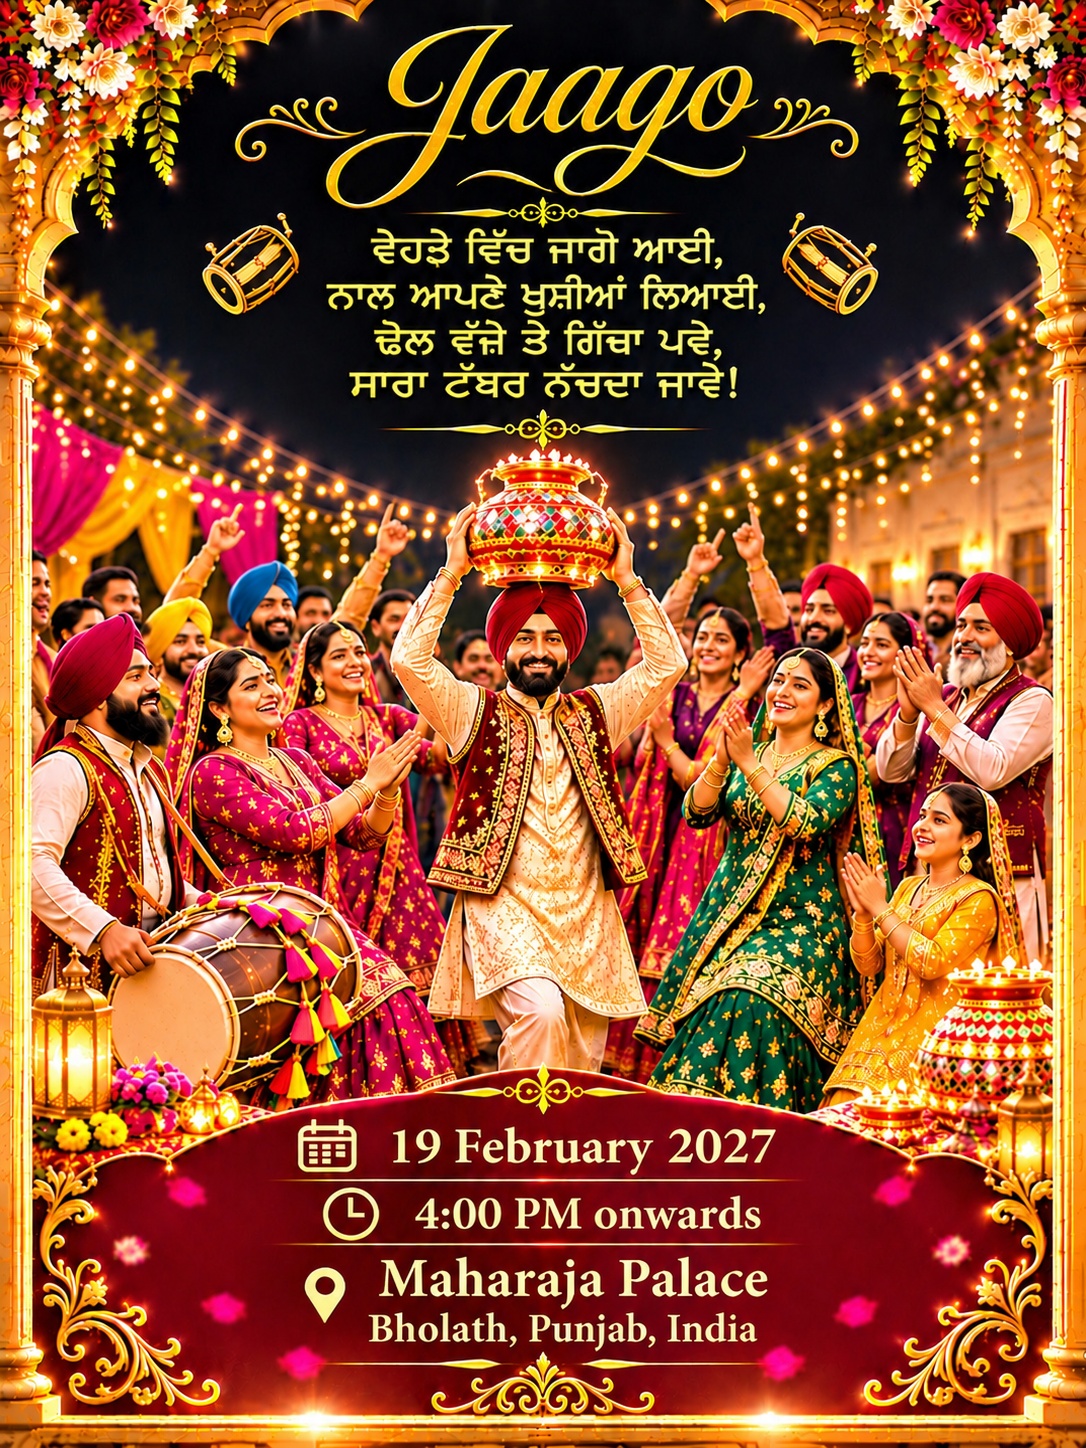 Jaago
ਵੇਹੜੇ ਵਿੱਚ ਜਾਗੋ ਆਈ,
ਨਾਲ ਆਪਣੇ ਖੁਸ਼ੀਆਂ ਲਿਆਈ,
ਢੋਲ ਵੱਜ਼ੇ ਤੇ ਗਿੱਚਾ ਪਵੇ,
ਸਾਰਾ ਟੱਬਰ ਨੱਚਦਾ ਜਾਵੇ!
19 February 2027
4:00 PM onwards
Maharaja Palace
Bholath, Punjab, India